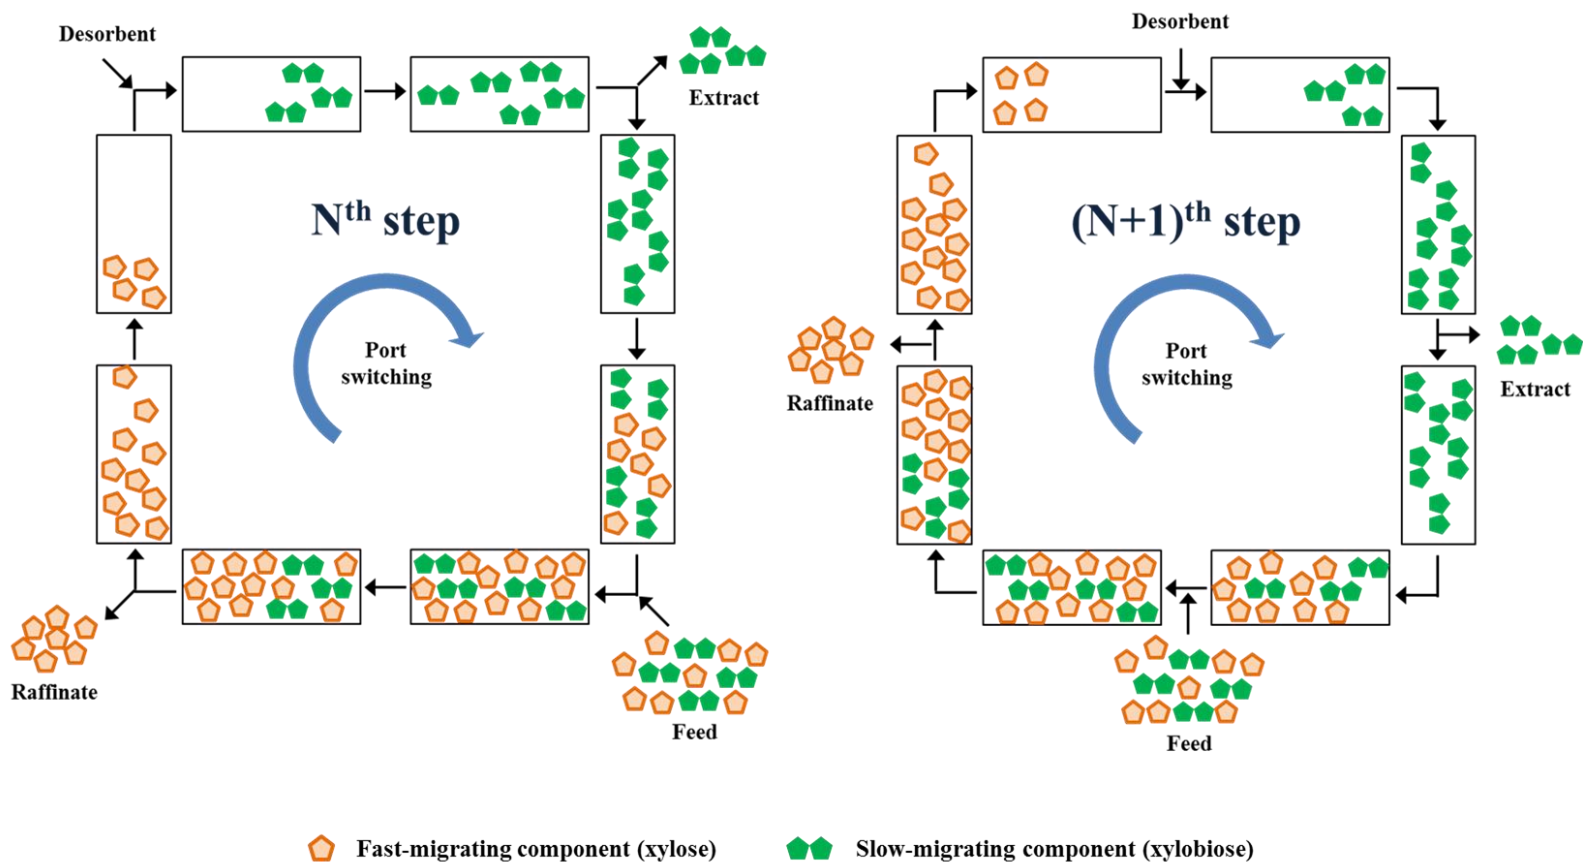 Desorbent
Extract
Nth step
Port
switching
Raffinate
Feed
Desorbent
(N+1)th step
Port
switching
Raffinate
Extract
Feed
Fast-migrating component (xylose)
Slow-migrating component (xylobiose)